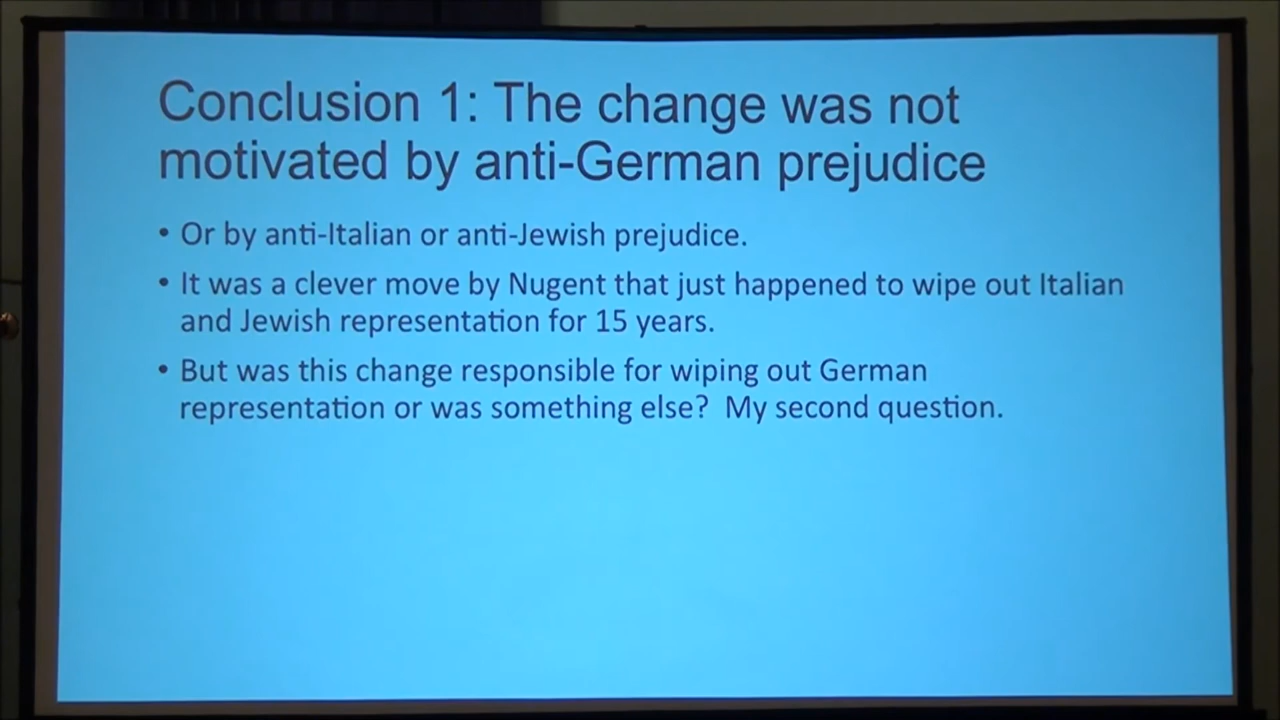 Conclusion 1: The change was not
motivated by anti-German prejudice
• Or by anti-Italian or anti-Jewish prejudice.
• It was a clever move by Nugent that just happened to wipe out Italian
and Jewish representation for 15 years.
• But was this change responsible for wiping out German
representation or was something else?  My second question.